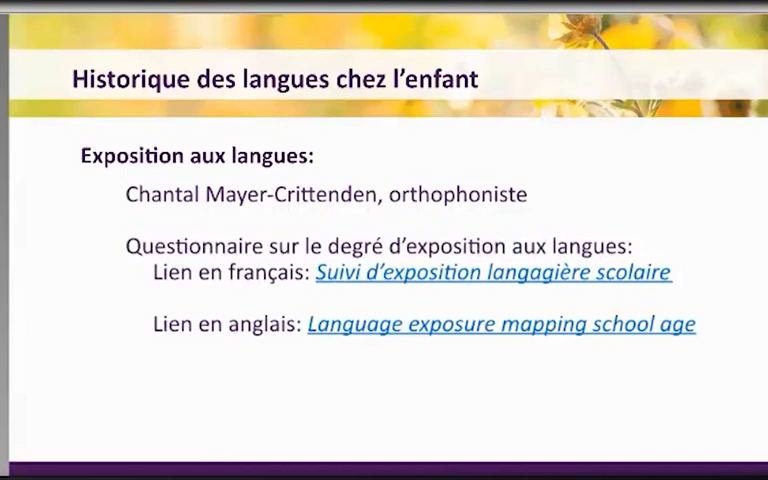 Historique des langues chez l’enfant
Exposition aux langues:
Chantal Mayer-Crittenden, orthophoniste
Questionnaire sur le degré d’exposition aux langues:
Lien en français: Suivi d’exposition langagière scolaire
Lien en anglais: Language exposure mapping school age